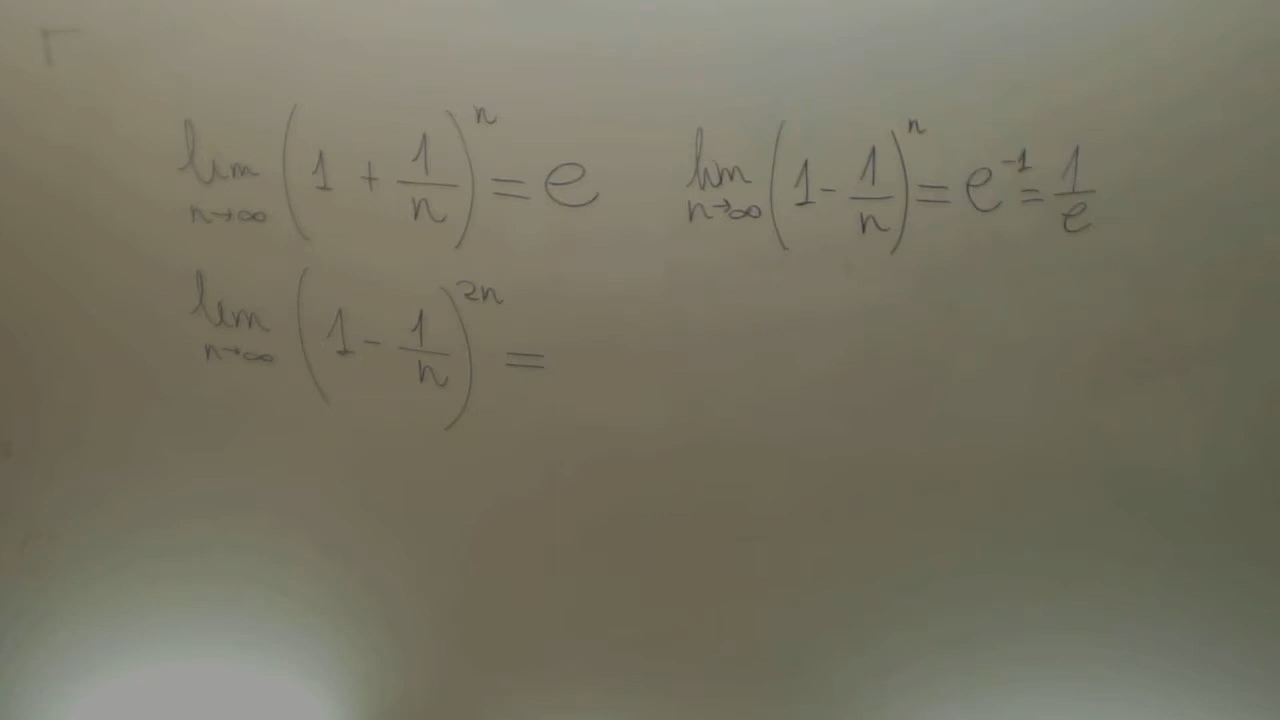 lim n→∞ (1 + 1/n)^n = e lim n→∞ (1 - 1/n)^n = e^-1 = 1/e
lim n→∞ (1 - 1/n)^2n =